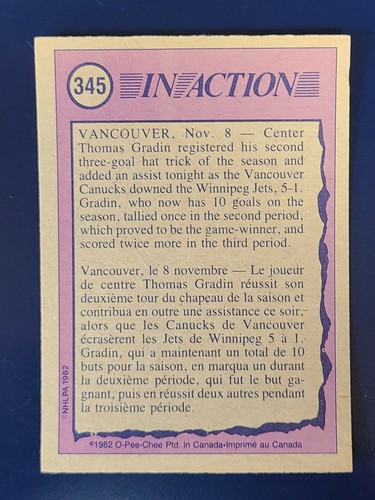 345
IN ACTION
VANCOUVER, Nov. 8 — Center
Thomas Gradin registered his second
three-goal hat trick of the season and
added an assist tonight as the Vancouver
Canucks downed the Winnipeg Jets, 5-1.
Gradin, who now has 10 goals on the
season, tallied once in the second period,
which proved to be the game-winner, and
scored twice more in the third period.
Vancouver, le 8 novembre — Le joueur
de centre Thomas Gradin réussit son
deuxième tour du chapeau de la saison et
contribua en outre une assistance ce soir,
alors que les Canucks de Vancouver
écrasèrent les Jets de Winnipeg 5 à 1.
Gradin, qui a maintenant un total de 10
buts pour la saison, en marqua un durant
la deuxième période, qui fut le but ga-
gnant, puis en réussit deux autres pendant
la troisième période.
©NHLPA 1982
©1982 O-Pee-Chee Ptd. in Canada•Imprimé au Canada